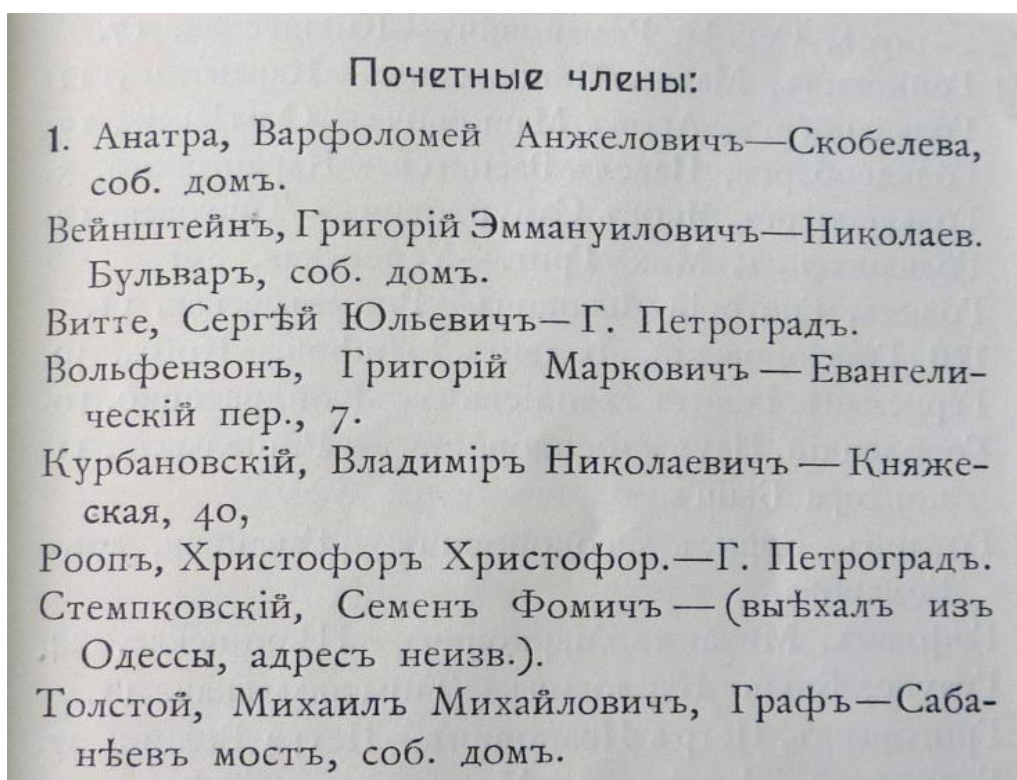 Почетные члены:
1. Анатра, Варфоломей Анжеловичъ—Скобелева,
соб. домъ.
Вейнштейнъ, Григорій Эммануиловичъ—Николаев.
Бульваръ, соб. домъ.
Витте, Сергѣй Юльевичъ—Г. Петроградъ.
Вольфензонъ, Григорій Марковичъ — Евангели-
ческій пер., 7.
Курбановскій, Владиміръ Николаевичъ — Княже-
ская, 40,
Роопъ, Христофоръ Христофор.—Г. Петроградъ.
Стемпковскій, Семенъ Фомичъ — (выѣхалъ изъ
Одессы, адресъ неизв.).
Толстой, Михаилъ Михайловичъ, Графъ—Саба-
нѣевъ мостъ, соб. домъ.